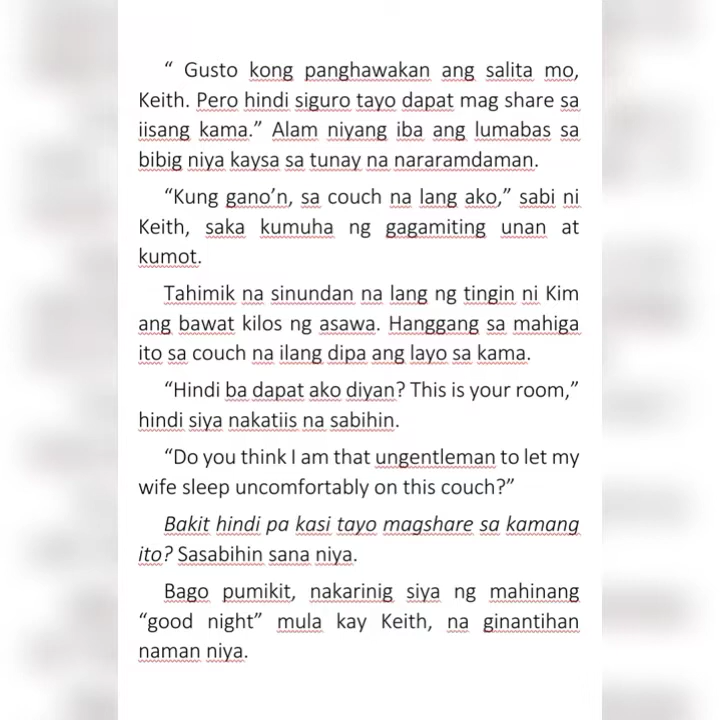 “ Gusto kong panghawakan ang salita mo,
Keith. Pero hindi siguro tayo dapat mag share sa
iisang kama.” Alam niyang iba ang lumabas sa
bibig niya kaysa sa tunay na nararamdaman.
“Kung gano’n, sa couch na lang ako,” sabi ni
Keith, saka kumuha ng gagamiting unan at
kumot.
Tahimik na sinundan na lang ng tingin ni Kim
ang bawat kilos ng asawa. Hanggang sa mahiga
ito sa couch na ilang dipa ang layo sa kama.
“Hindi ba dapat ako diyan? This is your room,”
hindi siya nakatiis na sabihin.
“Do you think I am that ungentleman to let my
wife sleep uncomfortably on this couch?”
Bakit hindi pa kasi tayo magshare sa kamang
ito? Sasabihin sana niya.
Bago pumikit, nakarinig siya ng mahinang
“good night” mula kay Keith, na ginantihan
naman niya.